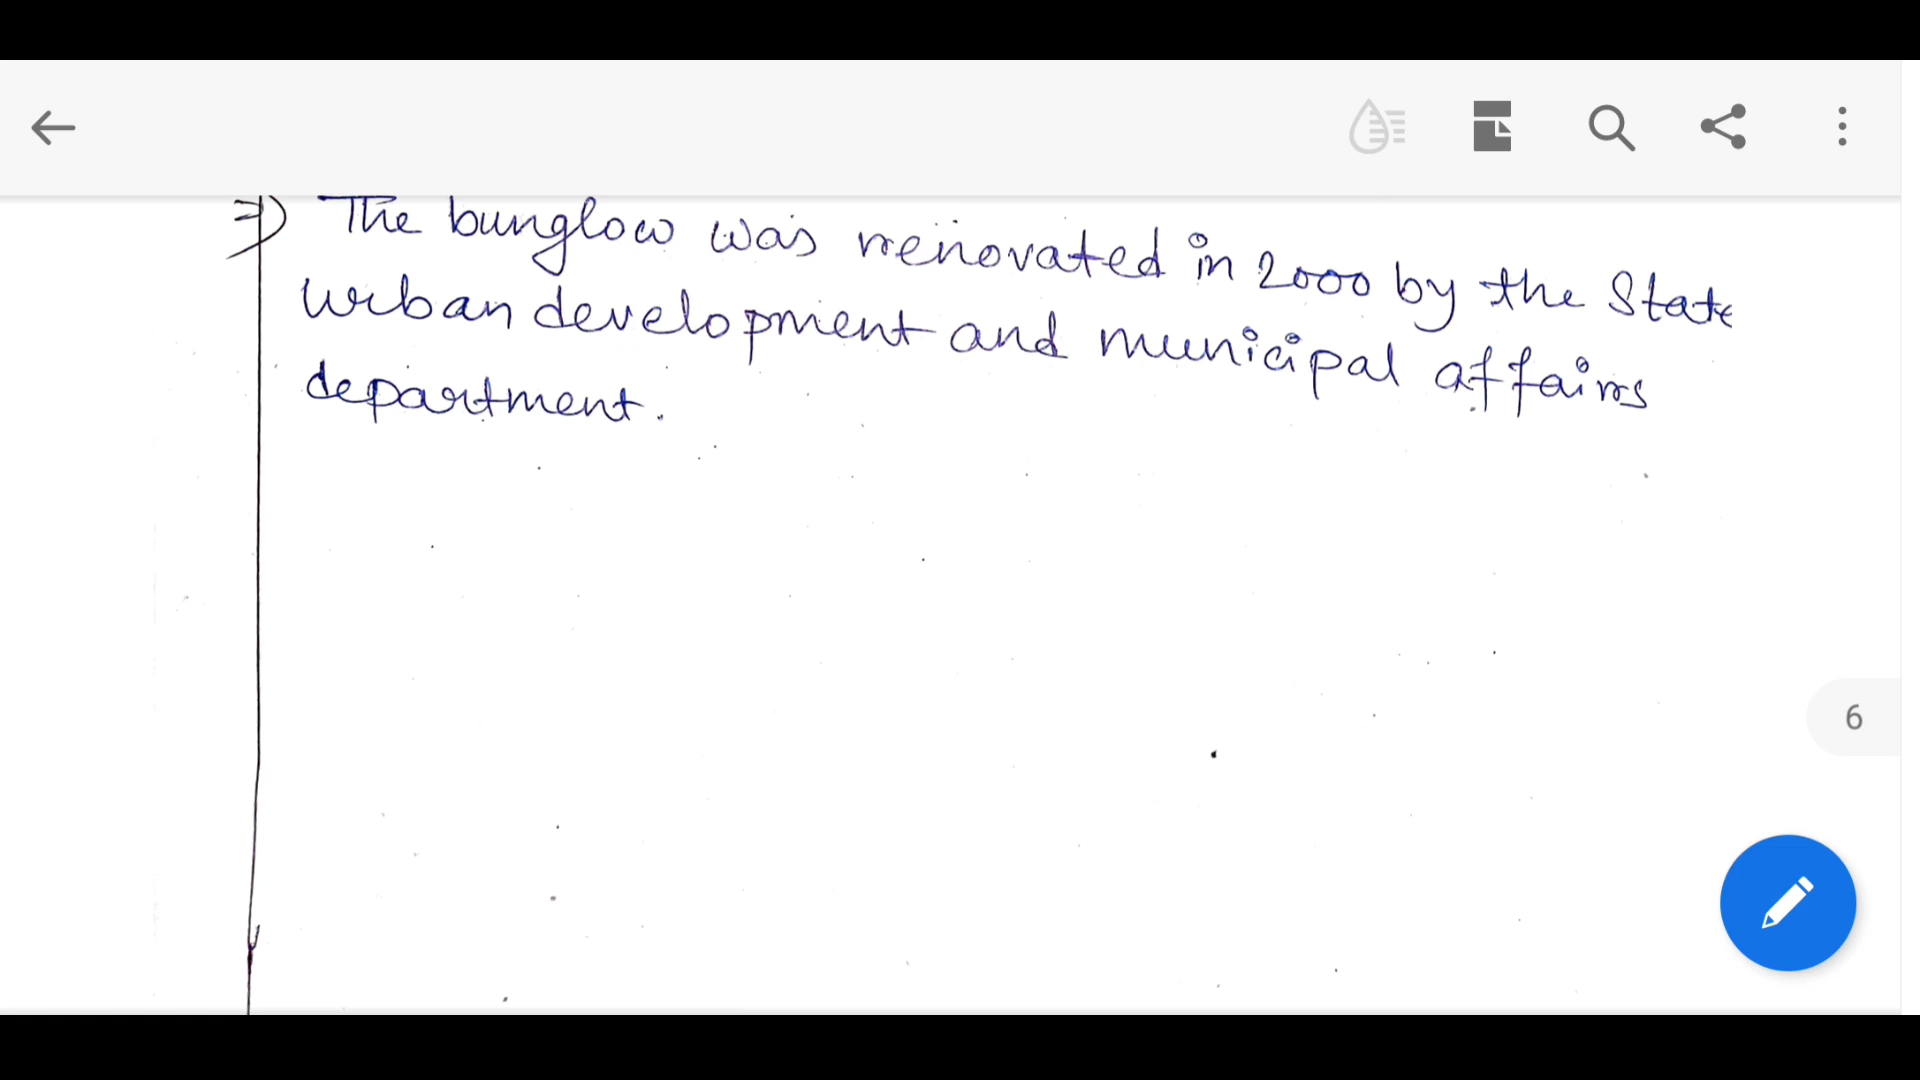 ⇒ The bunglow was renovated in 2000 by the State
urban development and municipal affairs
department.
6